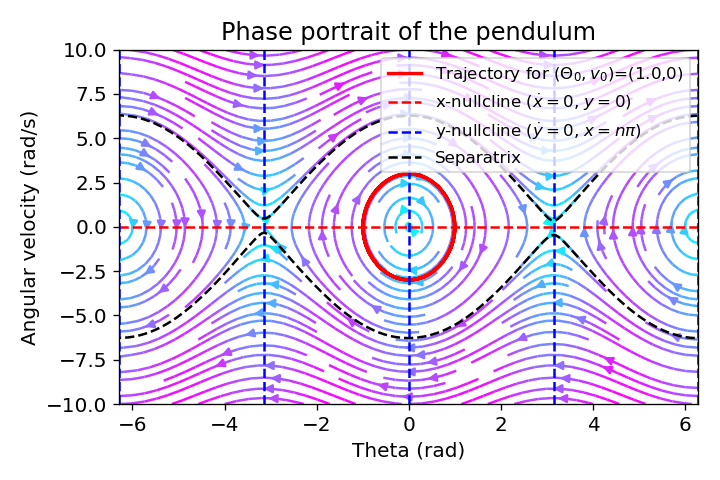 Phase portrait of the pendulum
Trajectory for (Θ₀, v₀)=(1.0,0)
x-nullcline (ẋ = 0, y = 0)
y-nullcline (ẏ = 0, x = nπ)
Separatrix
10.0
7.5
5.0
2.5
0.0
−2.5
−5.0
−7.5
−10.0
Angular velocity (rad/s)
−6 −4 −2 0 2 4 6
Theta (rad)